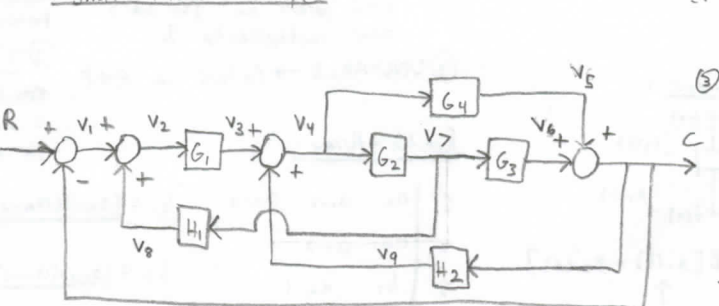 ③
V5
G4
R + V1 + V2 V3 + V4 V7 V6 + + C
G1 G2 G3
- + +
H1
V8 V9 H2